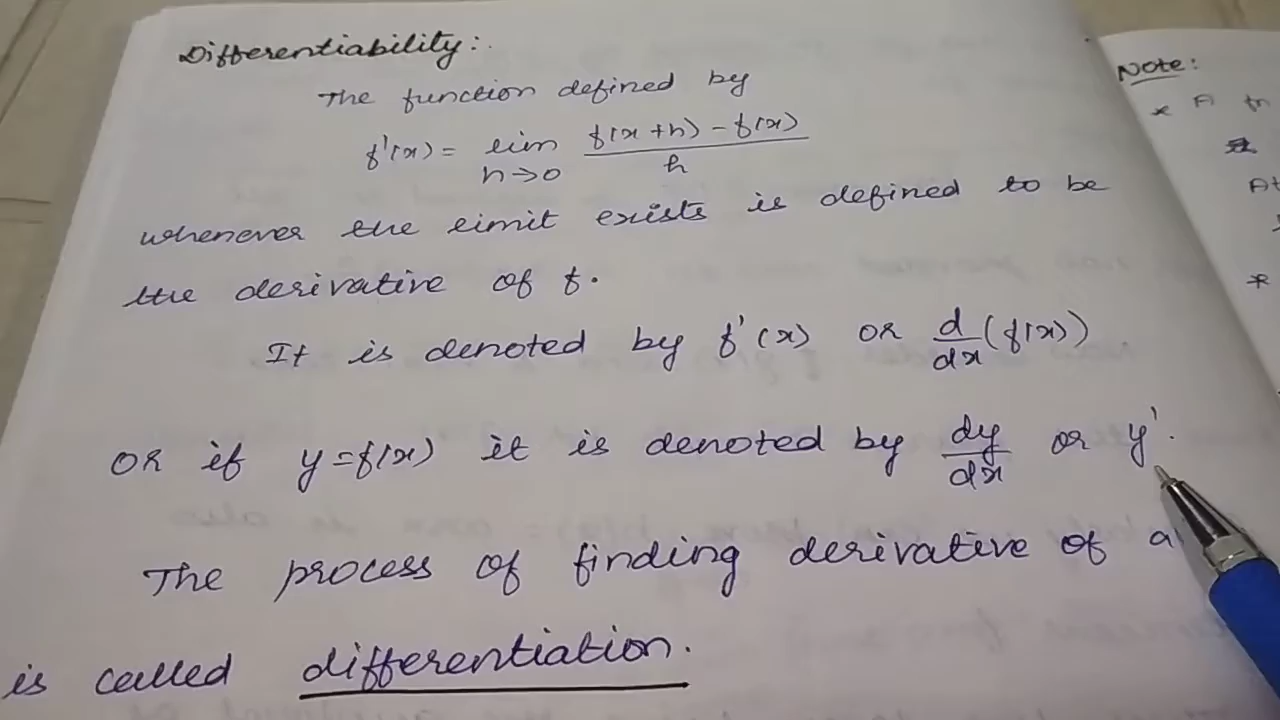 Differentiability:
The function defined by
f'(x) = lim h→0 f(x+h) - f(x) / h
whenever the limit exists is defined to be
the derivative of f.
It is denoted by f'(x) or d/dx (f(x))
or if y = f(x) it is denoted by dy/dx or y'.
The process of finding derivative of a
is called differentiation.
Note:
* A fn
At
*